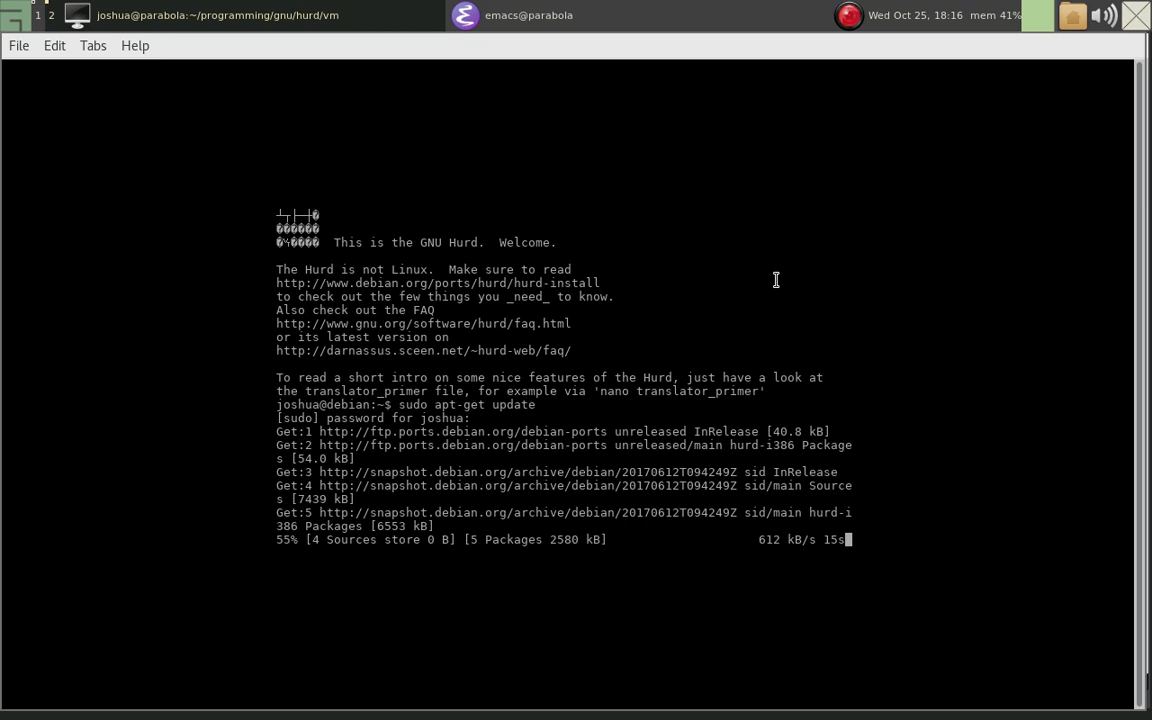 1 2 joshua@parabola:~/programming/gnu/hurd/vm emacs@parabola Wed Oct 25, 18:16 mem 41%
File Edit Tabs Help
This is the GNU Hurd.  Welcome.
The Hurd is not Linux.  Make sure to read
http://www.debian.org/ports/hurd/hurd-install
to check out the few things you _need_ to know.
Also check out the FAQ
http://www.gnu.org/software/hurd/faq.html
or its latest version on
http://darnassus.sceen.net/~hurd-web/faq/
To read a short intro on some nice features of the Hurd, just have a look at
the translator_primer file, for example via 'nano translator_primer'
joshua@debian:~$ sudo apt-get update
[sudo] password for joshua:
Get:1 http://ftp.ports.debian.org/debian-ports unreleased InRelease [40.8 kB]
Get:2 http://ftp.ports.debian.org/debian-ports unreleased/main hurd-i386 Package
s [54.0 kB]
Get:3 http://snapshot.debian.org/archive/debian/20170612T094249Z sid InRelease
Get:4 http://snapshot.debian.org/archive/debian/20170612T094249Z sid/main Source
s [7439 kB]
Get:5 http://snapshot.debian.org/archive/debian/20170612T094249Z sid/main hurd-i
386 Packages [6553 kB]
55% [4 Sources store 0 B] [5 Packages 2580 kB] 612 kB/s 15s